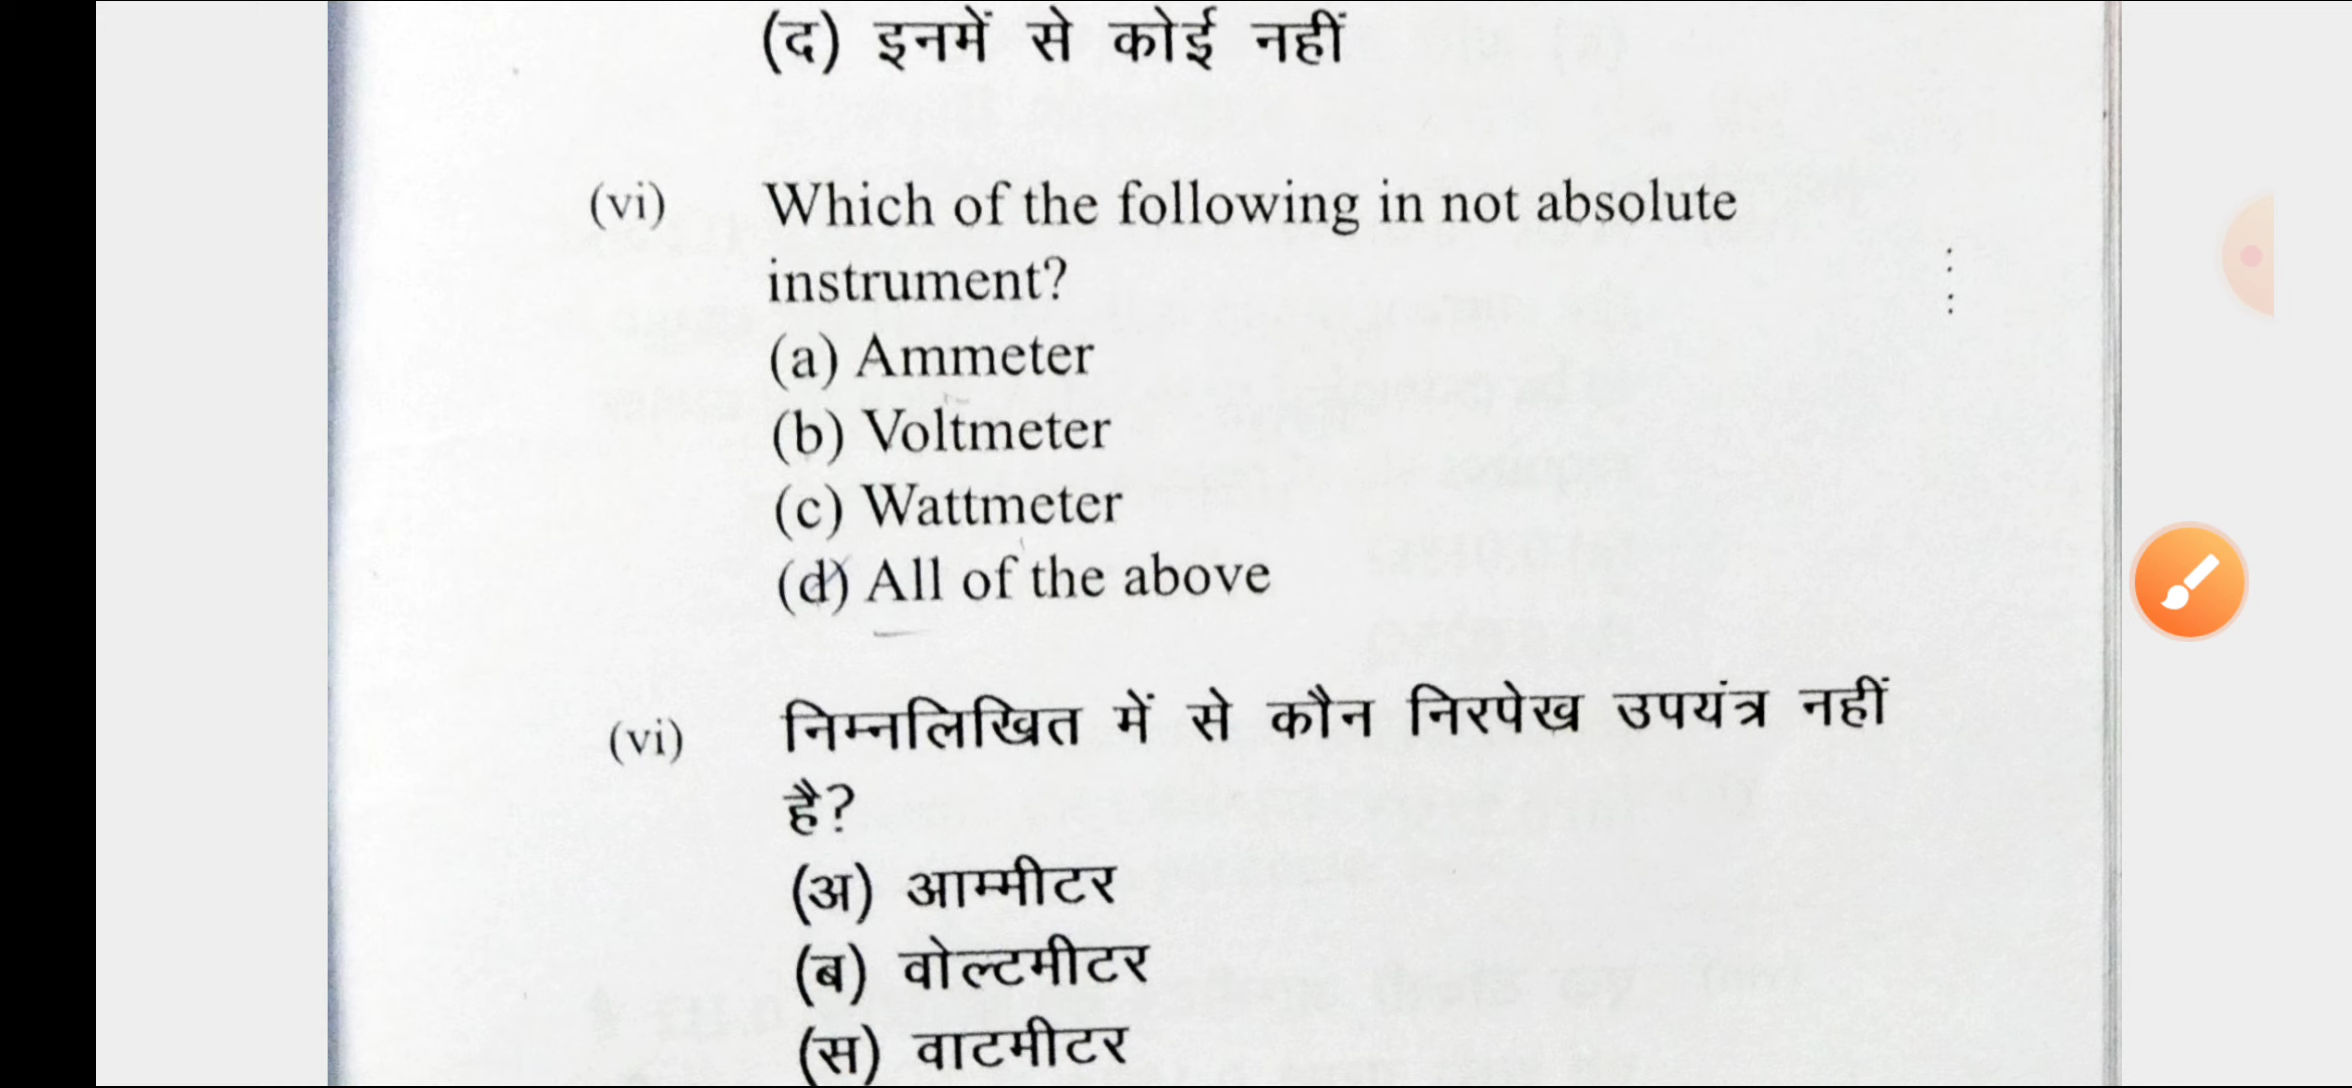 (द) इनमें से कोई नहीं
(vi) Which of the following in not absolute
instrument?
(a) Ammeter
(b) Voltmeter
(c) Wattmeter
(d) All of the above
(vi) निम्नलिखित में से कौन निरपेख उपयंत्र नहीं
है?
(अ) आम्मीटर
(ब) वोल्टमीटर
(स) वाटमीटर